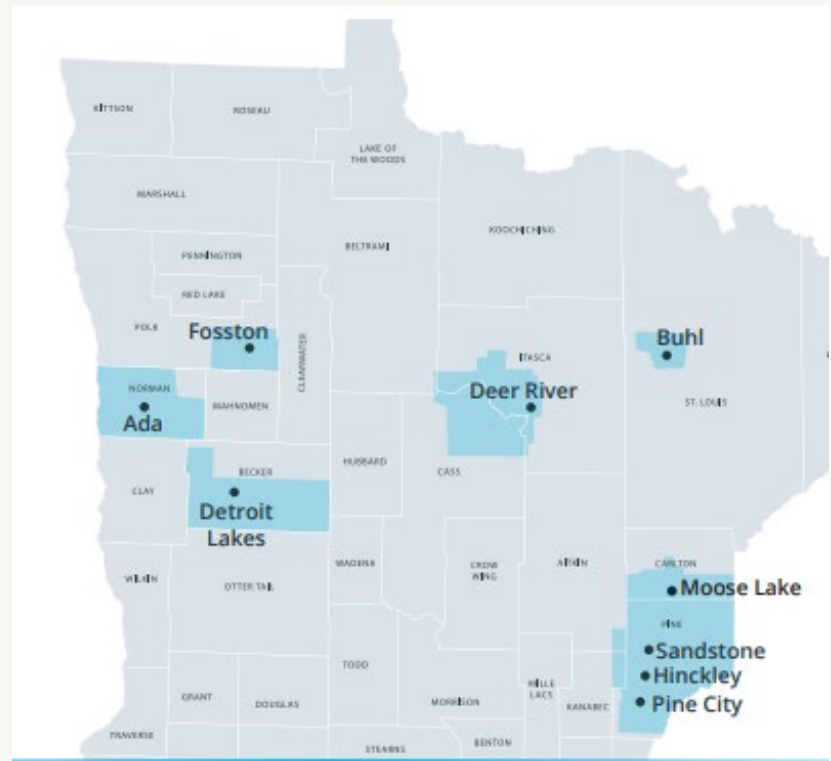 KITTSON
ROSEAU
LAKE OF
THE WOODS
MARSHALL
KOOCHICHING
BELTRAMI
PENNINGTON
RED LAKE
POLK
Fosston
CLEARWATER
Buhl
ITASCA
NORMAN
Ada
MAHNOMEN
Deer River
ST. LOUIS
HUBBARD
BECKER
CASS
CLAY
Detroit
Lakes
WADENA
CROW
WING
AITKIN
CARLTON
WILKIN
OTTER TAIL
Moose Lake
PINE
Sandstone
TODD
Hinckley
MILLE
LACS
GRANT
DOUGLAS
MORRISON
KANABEC
Pine City
TRAVERSE
STEARNS
BENTON